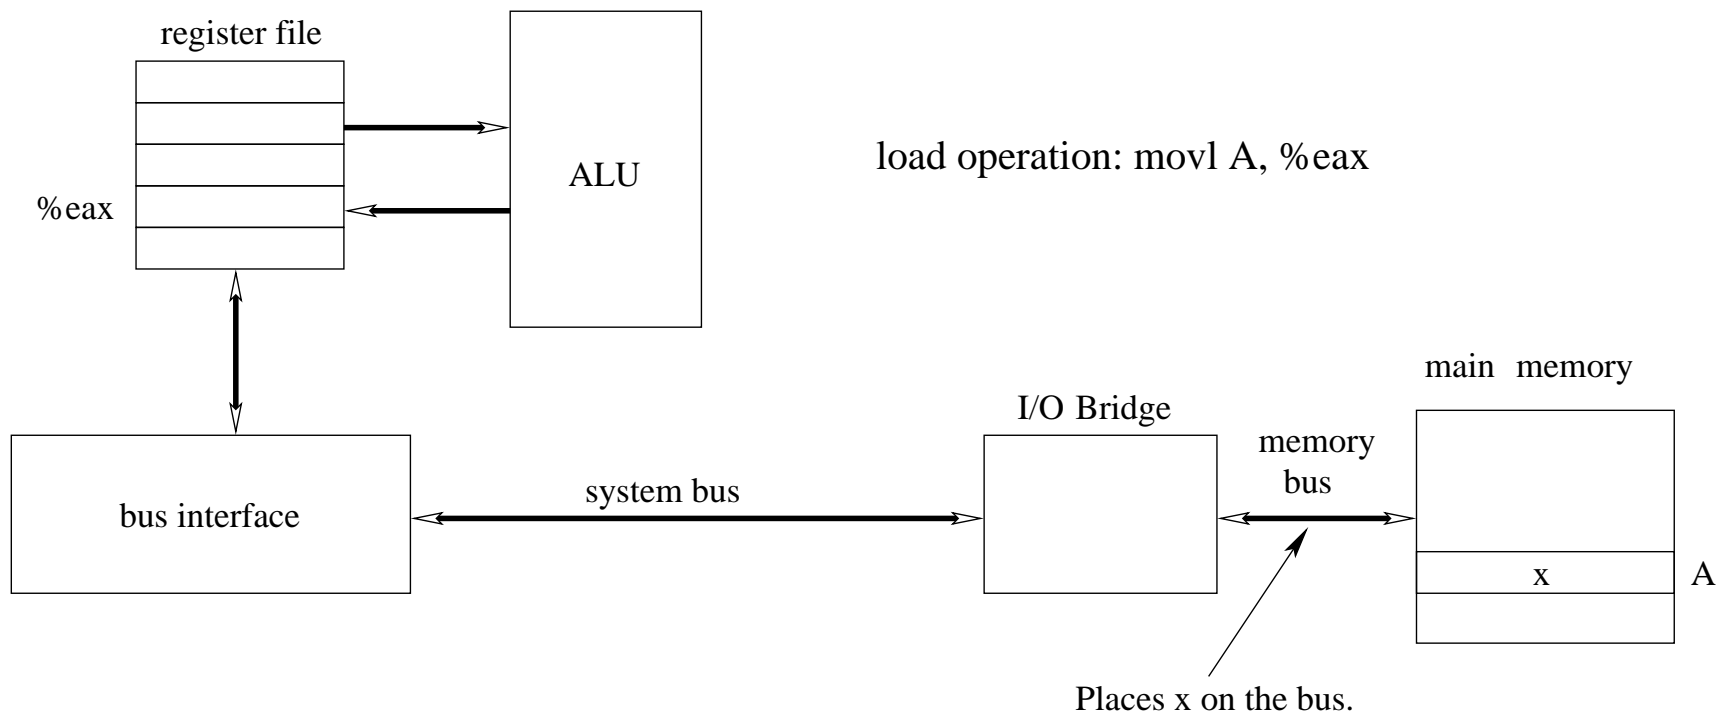 register file
ALU
load operation: movl A, %eax
%eax
main memory
I/O Bridge
memory
bus
system bus
bus interface
x
A
Places x on the bus.